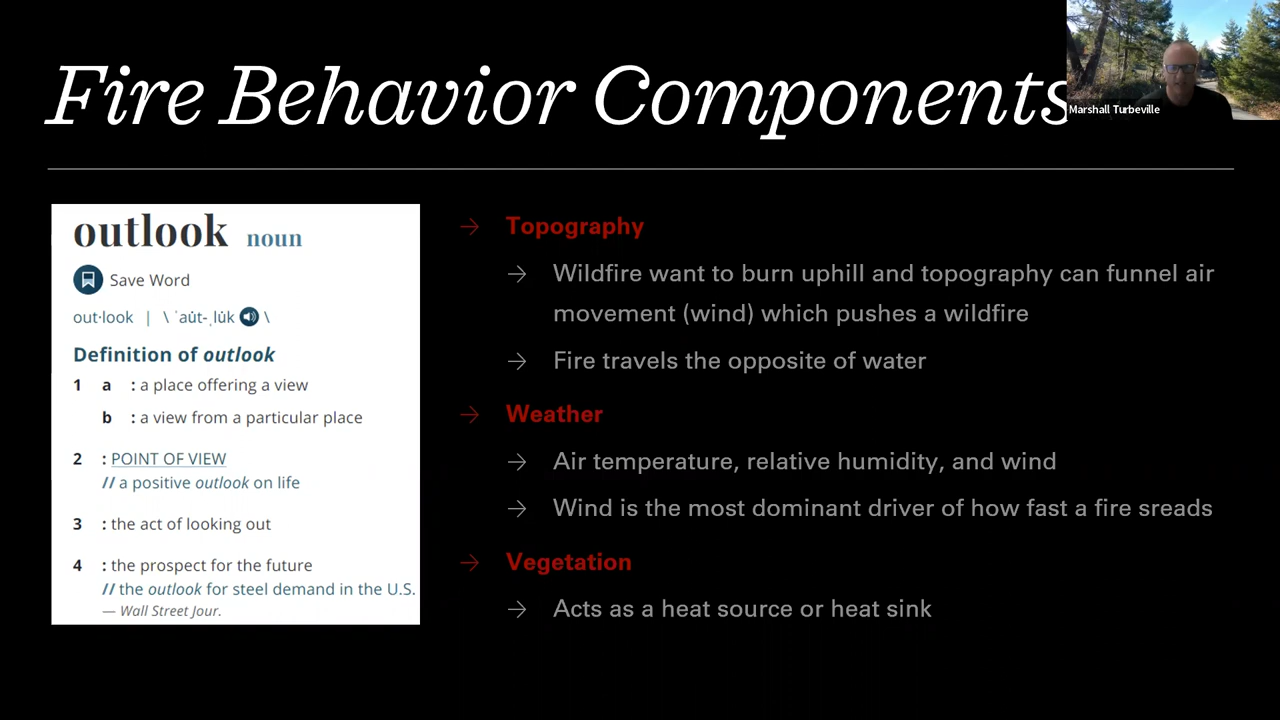 Fire Behavior Components
Marshall Turbeville
outlook noun
Save Word
out·look | \ ˈau̇t-ˌlu̇k \
Definition of outlook
1 a : a place offering a view
b : a view from a particular place
2 : POINT OF VIEW
// a positive outlook on life
3 : the act of looking out
4 : the prospect for the future
// the outlook for steel demand in the U.S.
— Wall Street Jour.
→ Topography
→ Wildfire want to burn uphill and topography can funnel air
movement (wind) which pushes a wildfire
→ Fire travels the opposite of water
→ Weather
→ Air temperature, relative humidity, and wind
→ Wind is the most dominant driver of how fast a fire sreads
→ Vegetation
→ Acts as a heat source or heat sink